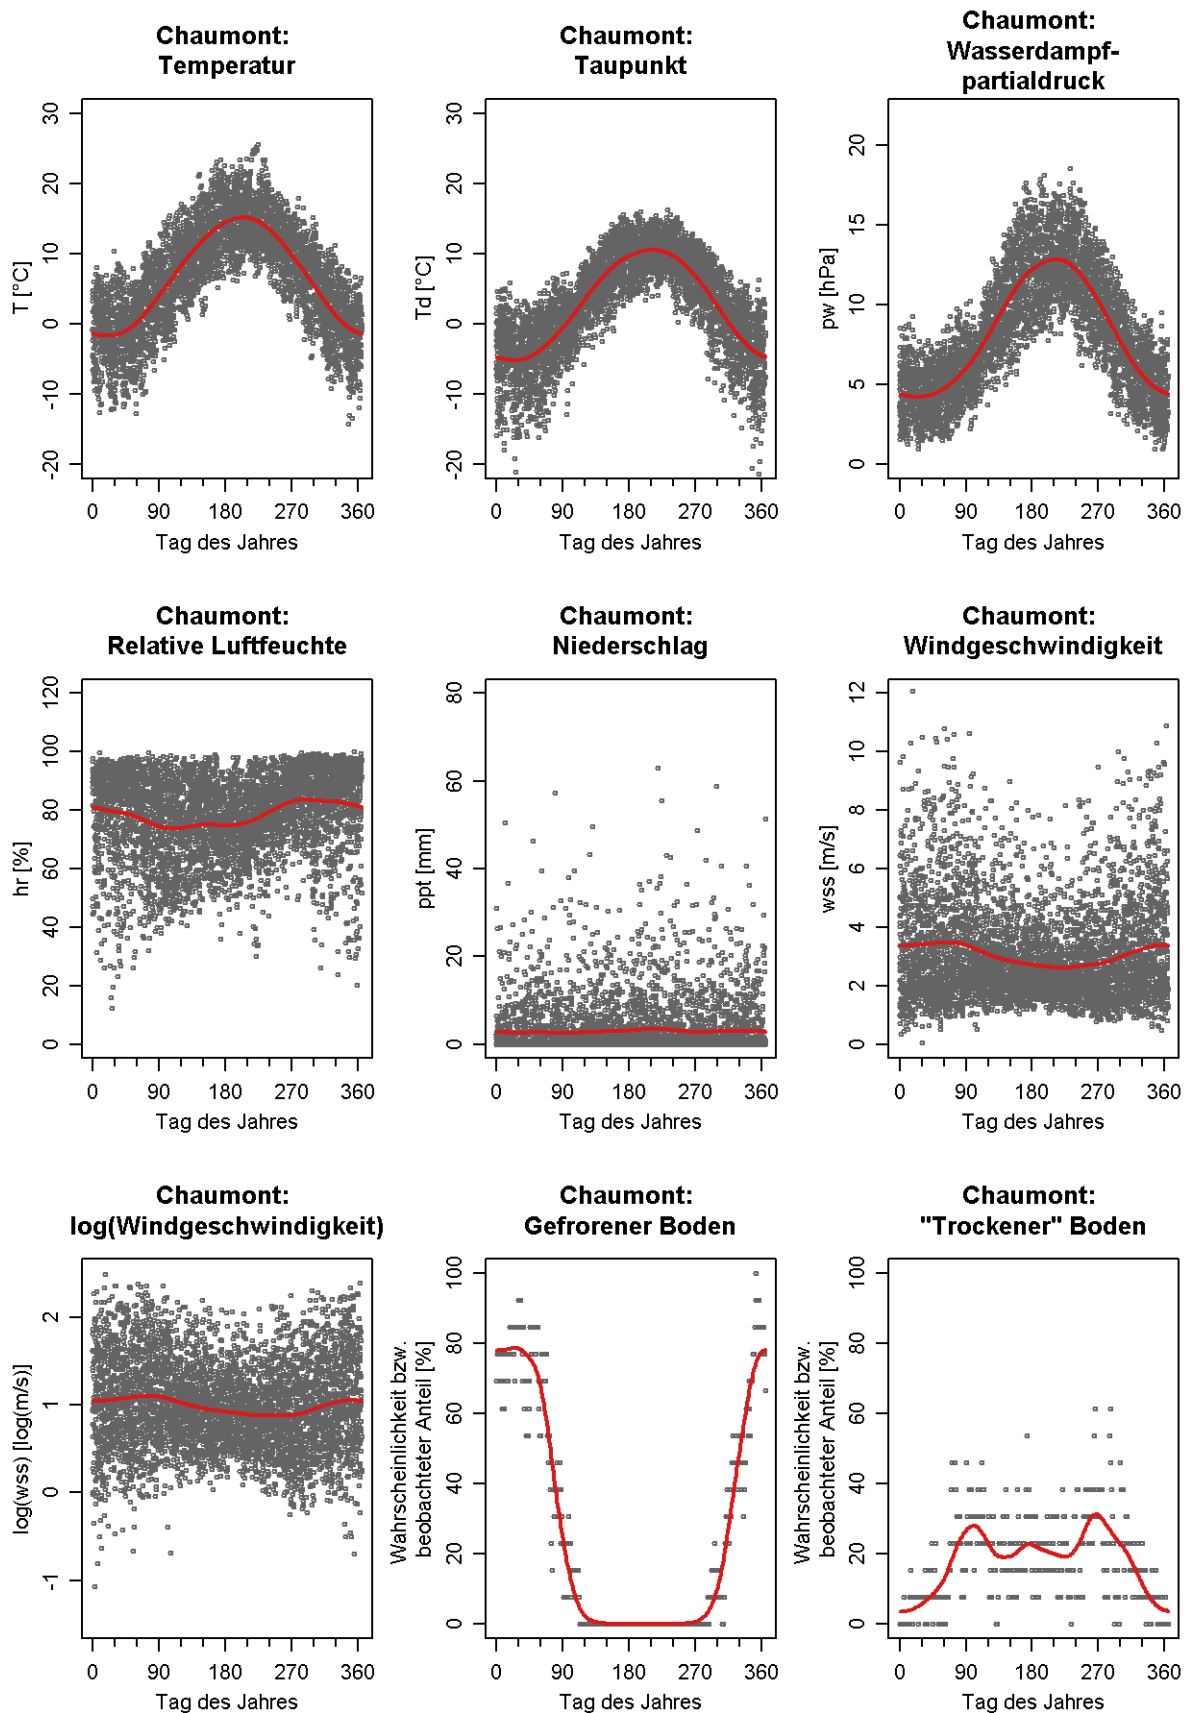 Chaumont:
Temperatur
T [°C]
30
20
10
0
-10
-20
0 90 180 270 360
Tag des Jahres
Chaumont:
Taupunkt
Td [°C]
30
20
10
0
-10
-20
0 90 180 270 360
Tag des Jahres
Chaumont:
Wasserdampf-
partialdruck
pw [hPa]
20
15
10
5
0
0 90 180 270 360
Tag des Jahres
Chaumont:
Relative Luftfeuchte
hr [%]
120
100
80
60
40
20
0
0 90 180 270 360
Tag des Jahres
Chaumont:
Niederschlag
ppt [mm]
80
60
40
20
0
0 90 180 270 360
Tag des Jahres
Chaumont:
Windgeschwindigkeit
wss [m/s]
12
10
8
6
4
2
0
0 90 180 270 360
Tag des Jahres
Chaumont:
log(Windgeschwindigkeit)
log(wss) [log(m/s)]
2
1
0
-1
0 90 180 270 360
Tag des Jahres
Chaumont:
Gefrorener Boden
Wahrscheinlichkeit bzw.
beobachteter Anteil [%]
100
80
60
40
20
0
0 90 180 270 360
Tag des Jahres
Chaumont:
"Trockener" Boden
Wahrscheinlichkeit bzw.
beobachteter Anteil [%]
100
80
60
40
20
0
0 90 180 270 360
Tag des Jahres